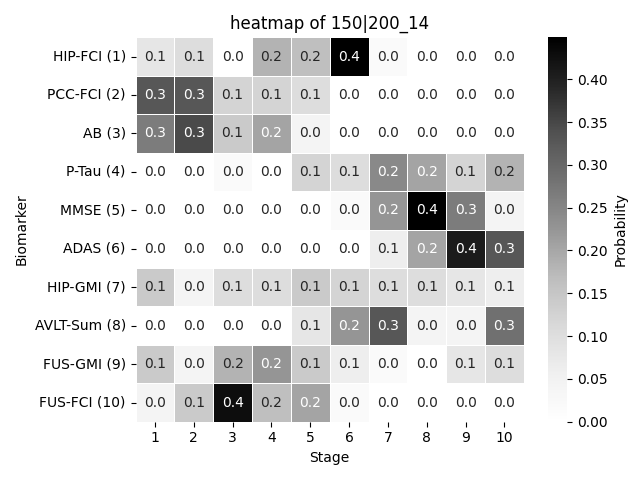 heatmap of 150|200_14
HIP-FCI (1) 0.1 0.1 0.0 0.2 0.2 0.4 0.0 0.0 0.0 0.0
PCC-FCI (2) 0.3 0.3 0.1 0.1 0.1 0.0 0.0 0.0 0.0 0.0
AB (3) 0.3 0.3 0.1 0.2 0.0 0.0 0.0 0.0 0.0 0.0
P-Tau (4) 0.0 0.0 0.0 0.0 0.1 0.1 0.2 0.2 0.1 0.2
MMSE (5) 0.0 0.0 0.0 0.0 0.0 0.0 0.2 0.4 0.3 0.0
ADAS (6) 0.0 0.0 0.0 0.0 0.0 0.0 0.1 0.2 0.4 0.3
HIP-GMI (7) 0.1 0.0 0.1 0.1 0.1 0.1 0.1 0.1 0.1 0.1
AVLT-Sum (8) 0.0 0.0 0.0 0.0 0.1 0.2 0.3 0.0 0.0 0.3
FUS-GMI (9) 0.1 0.0 0.2 0.2 0.1 0.1 0.0 0.0 0.1 0.1
FUS-FCI (10) 0.0 0.1 0.4 0.2 0.2 0.0 0.0 0.0 0.0 0.0
1 2 3 4 5 6 7 8 9 10
Stage
Biomarker
0.40
0.35
0.30
0.25
0.20
0.15
0.10
0.05
0.00
Probability